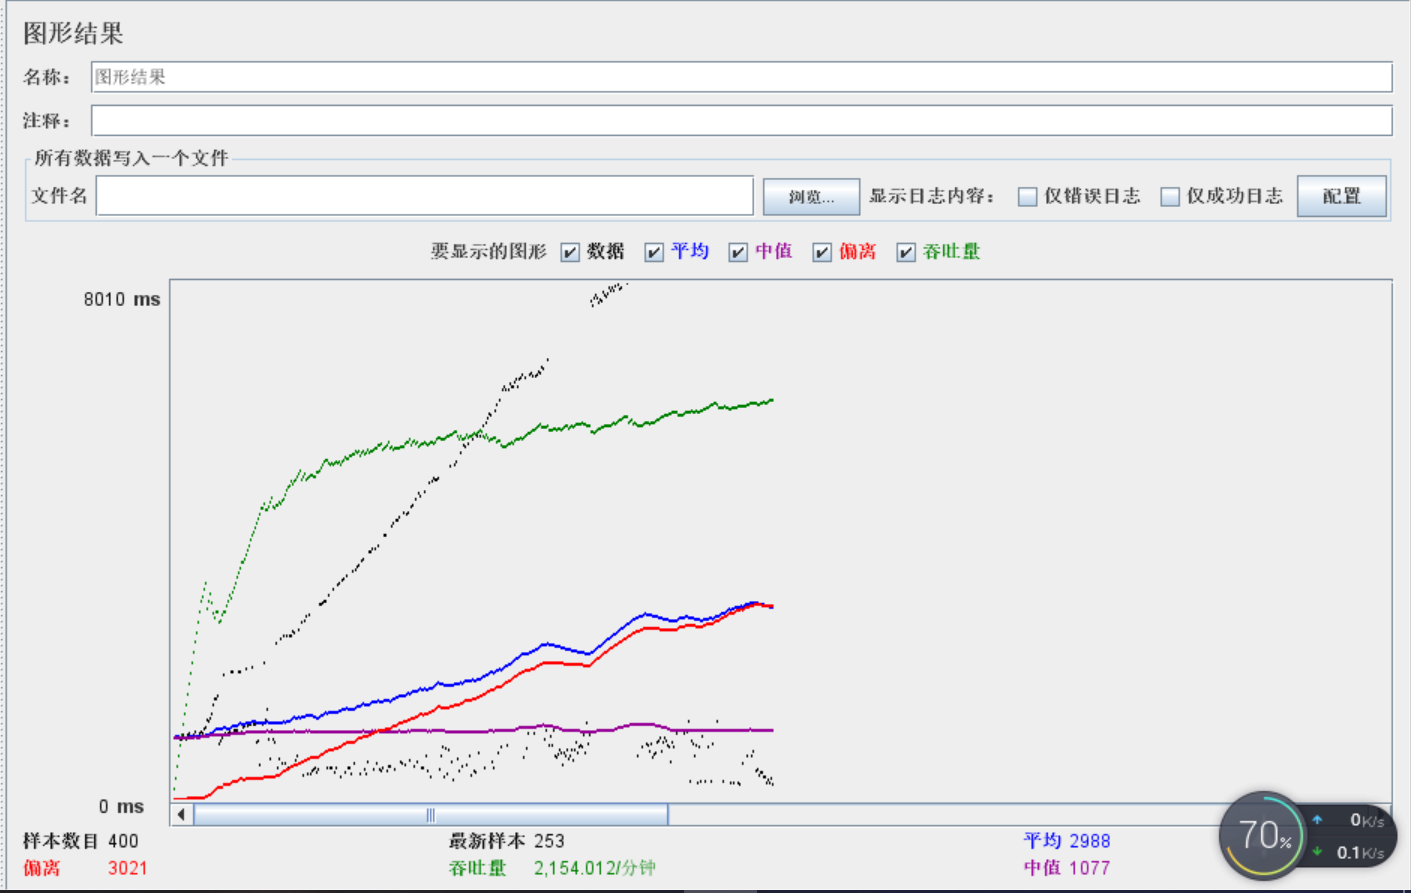 图形结果
名称： 图形结果
注释：
所有数据写入一个文件
文件名 浏览... 显示日志内容： 仅错误日志 仅成功日志 配置
要显示的图形 数据 平均 中值 偏离 吞吐量
8010 ms
0 ms
样本数目 400 最新样本 253 平均 2988
偏离 3021 吞吐量 2,154.012/分钟 中值 1077
70%
0K/s
0.1K/s